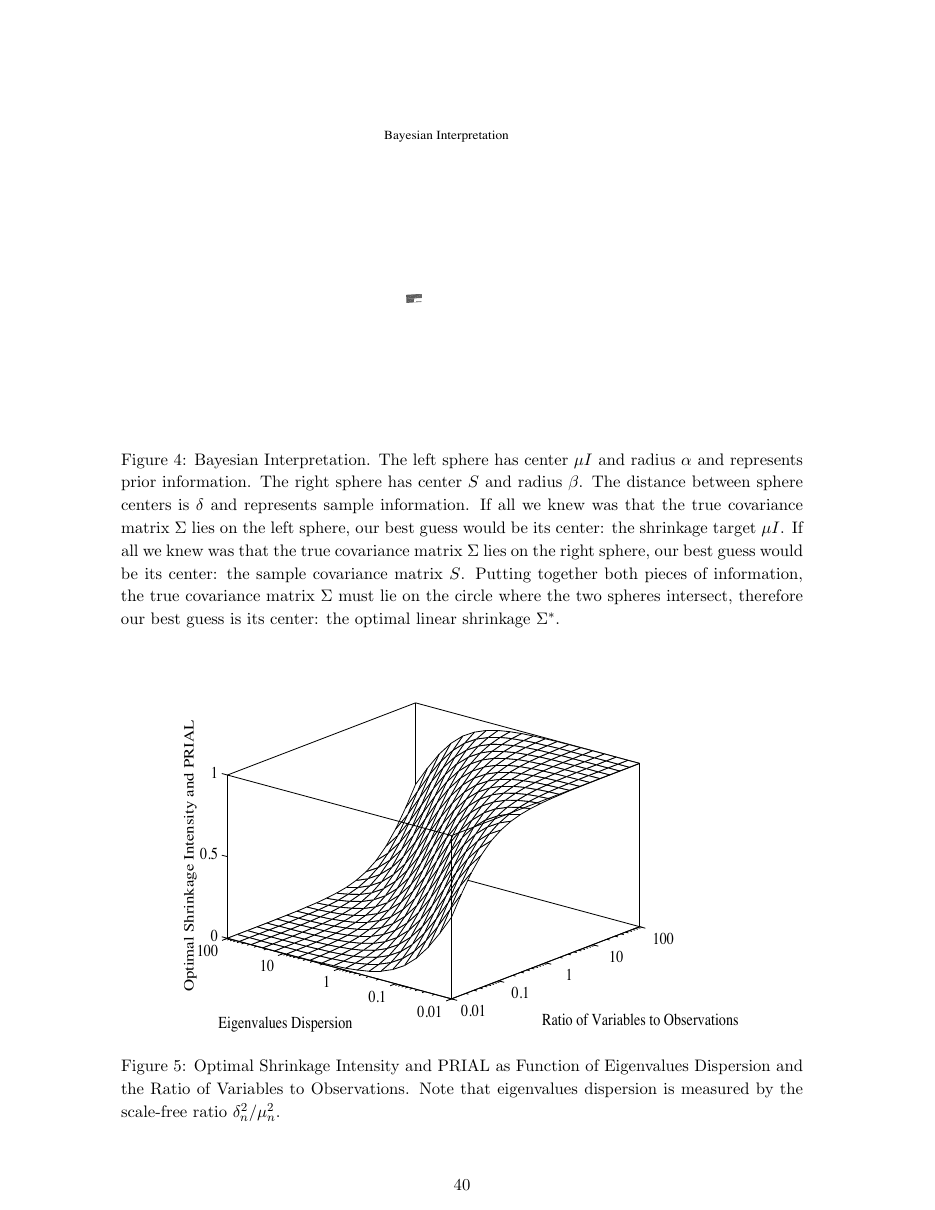 Bayesian Interpretation
Figure 4: Bayesian Interpretation. The left sphere has center μI and radius α and represents
prior information. The right sphere has center S and radius β. The distance between sphere
centers is δ and represents sample information. If all we knew was that the true covariance
matrix Σ lies on the left sphere, our best guess would be its center: the shrinkage target μI. If
all we knew was that the true covariance matrix Σ lies on the right sphere, our best guess would
be its center: the sample covariance matrix S. Putting together both pieces of information,
the true covariance matrix Σ must lie on the circle where the two spheres intersect, therefore
our best guess is its center: the optimal linear shrinkage Σ*.
Optimal Shrinkage Intensity and PRIAL
1
0.5
0
100
10
1
0.1
0.01
Eigenvalues Dispersion
0.01
0.1
1
10
100
Ratio of Variables to Observations
Figure 5: Optimal Shrinkage Intensity and PRIAL as Function of Eigenvalues Dispersion and
the Ratio of Variables to Observations. Note that eigenvalues dispersion is measured by the
scale-free ratio δ²ₙ/μ²ₙ.
40